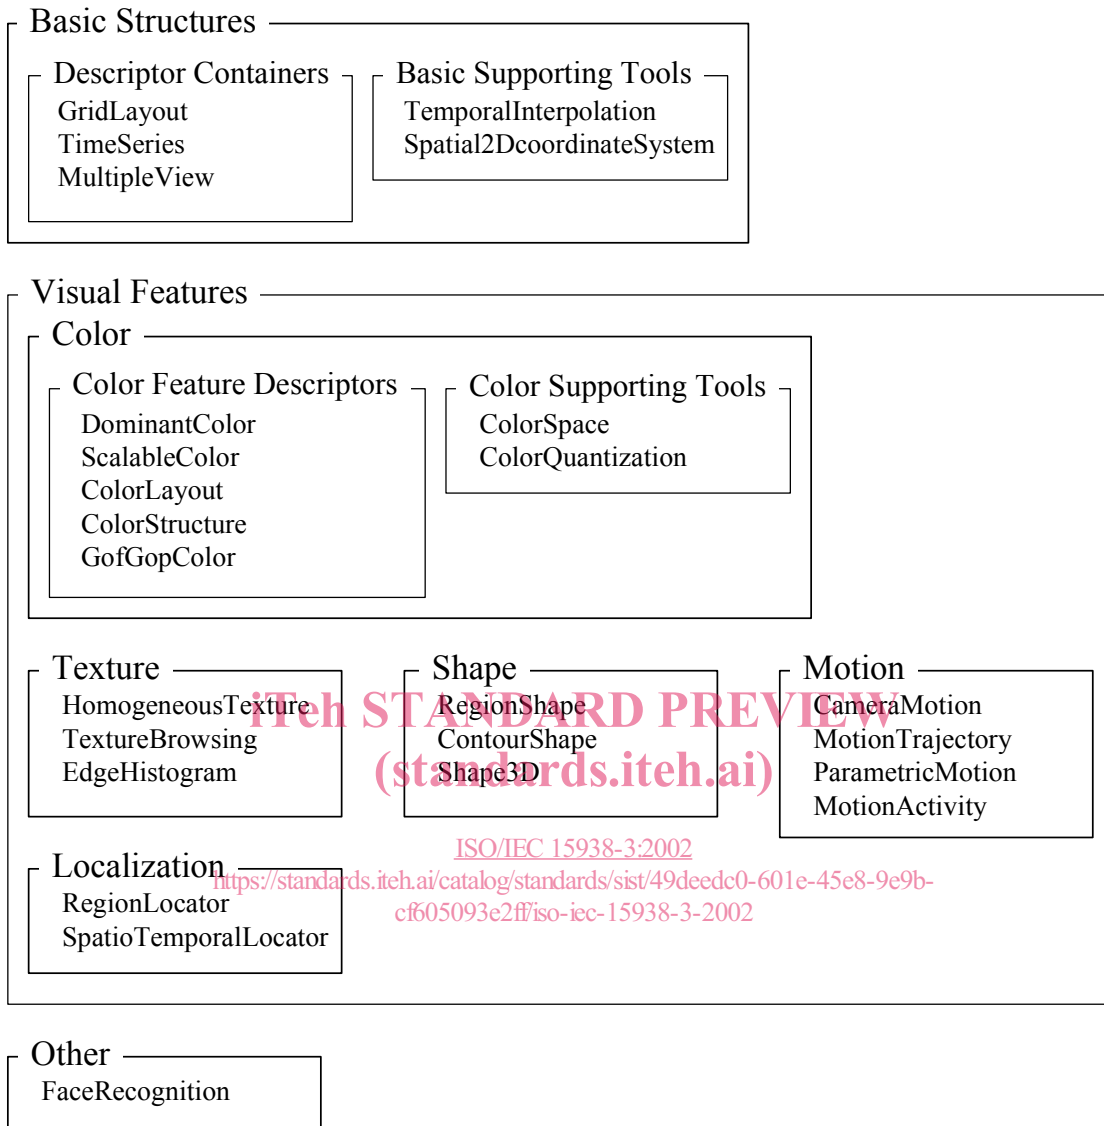 Basic Structures
Descriptor Containers
GridLayout
TimeSeries
MultipleView
Basic Supporting Tools
TemporalInterpolation
Spatial2DcoordinateSystem
Visual Features
Color
Color Feature Descriptors
DominantColor
ScalableColor
ColorLayout
ColorStructure
GofGopColor
Color Supporting Tools
ColorSpace
ColorQuantization
Texture
HomogeneousTexture
TextureBrowsing
EdgeHistogram
Shape
RegionShape
ContourShape
Shape3D
Motion
CameraMotion
MotionTrajectory
ParametricMotion
MotionActivity
iTeh STANDARD PREVIEW
(standards.iteh.ai)
ISO/IEC 15938-3:2002
https://standards.iteh.ai/catalog/standards/sist/49deedc0-601e-45e8-9e9b-
cf605093e2ff/iso-iec-15938-3-2002
Localization
RegionLocator
SpatioTemporalLocator
Other
FaceRecognition